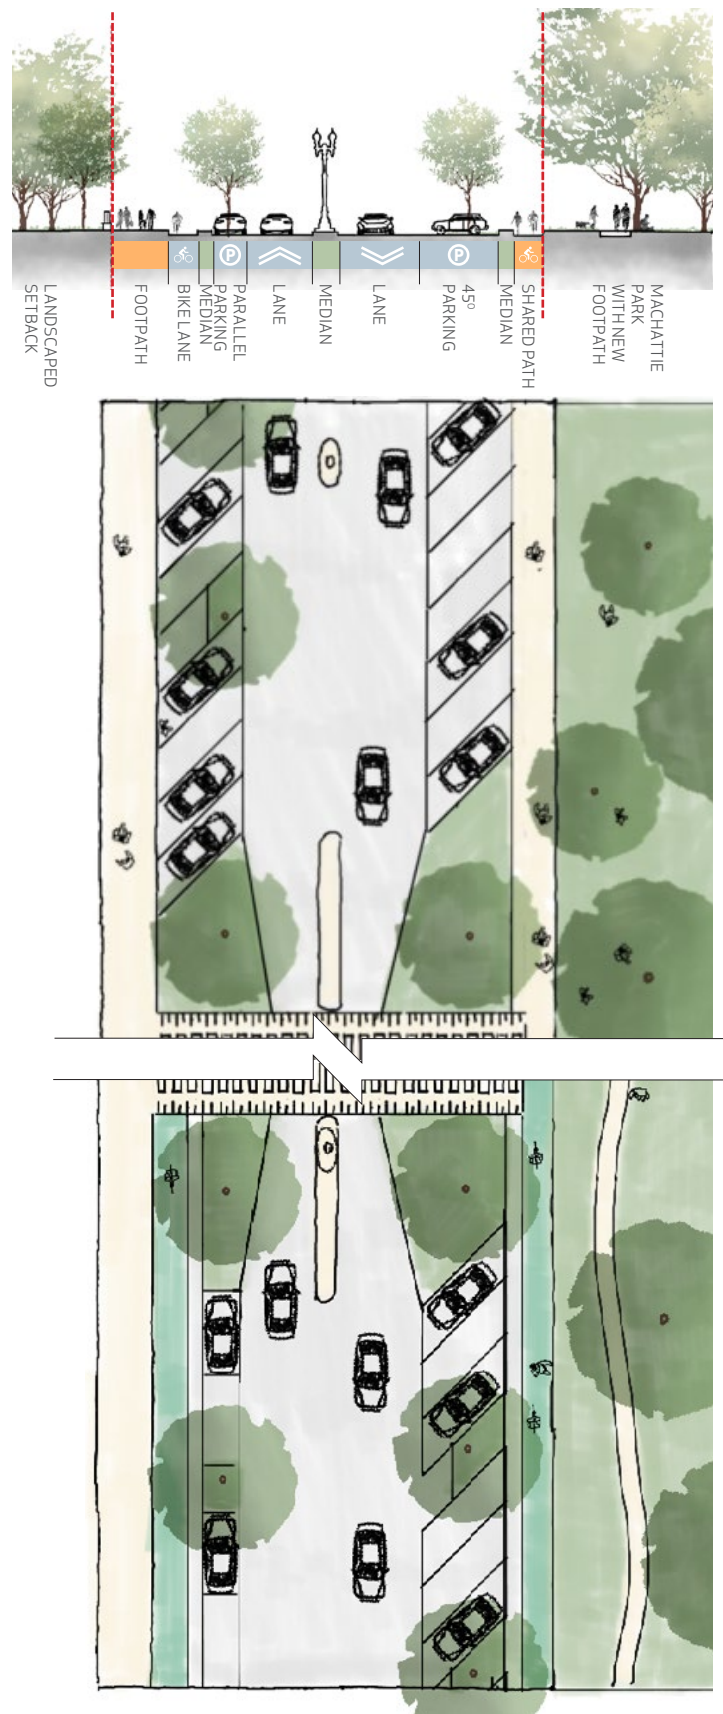 LANDSCAPED
SETBACK
FOOTPATH
BIKE LANE
MEDIAN
P
PARALLEL
PARKING
LANE
MEDIAN
LANE
P
45º
PARKING
MEDIAN
SHARED PATH
MACHATTIE
PARK
WITH NEW
FOOTPATH